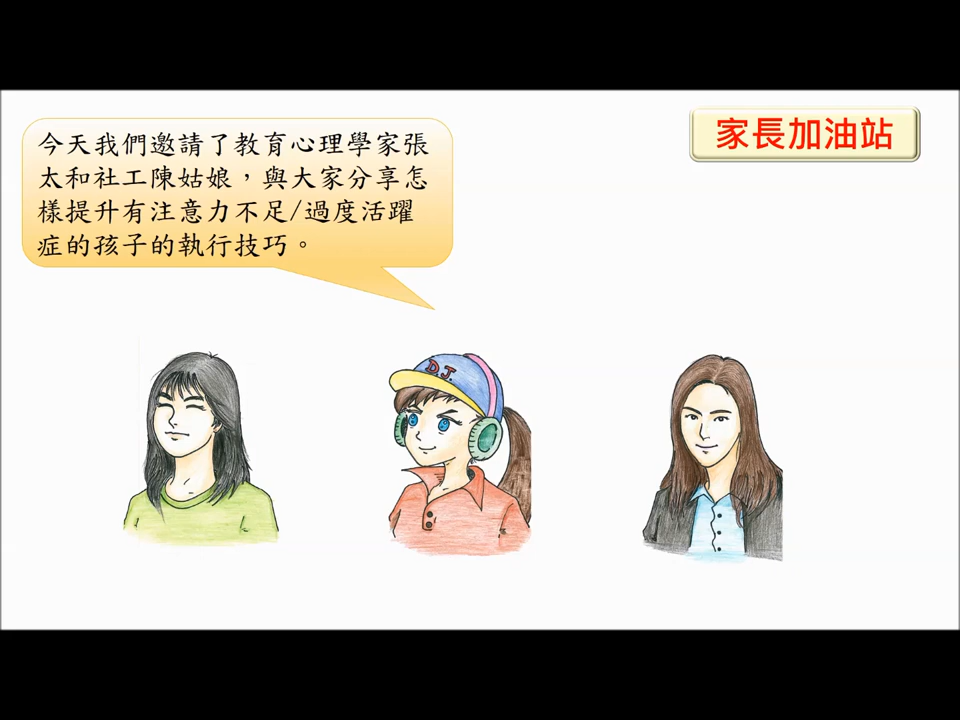 今天我們邀請了教育心理學家張
太和社工陳姑娘，與大家分享怎
樣提升有注意力不足/過度活躍
症的孩子的執行技巧。
家長加油站
D.J.